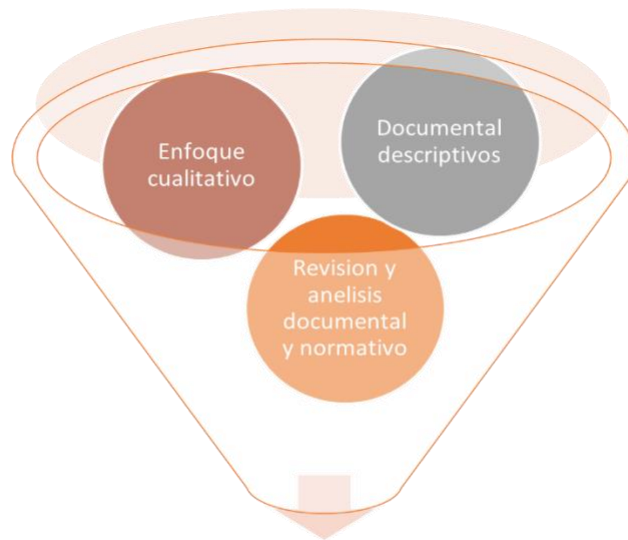 Enfoque
cualitativo
Documental
descriptivos
Revision y
anelisis
documental
y normativo